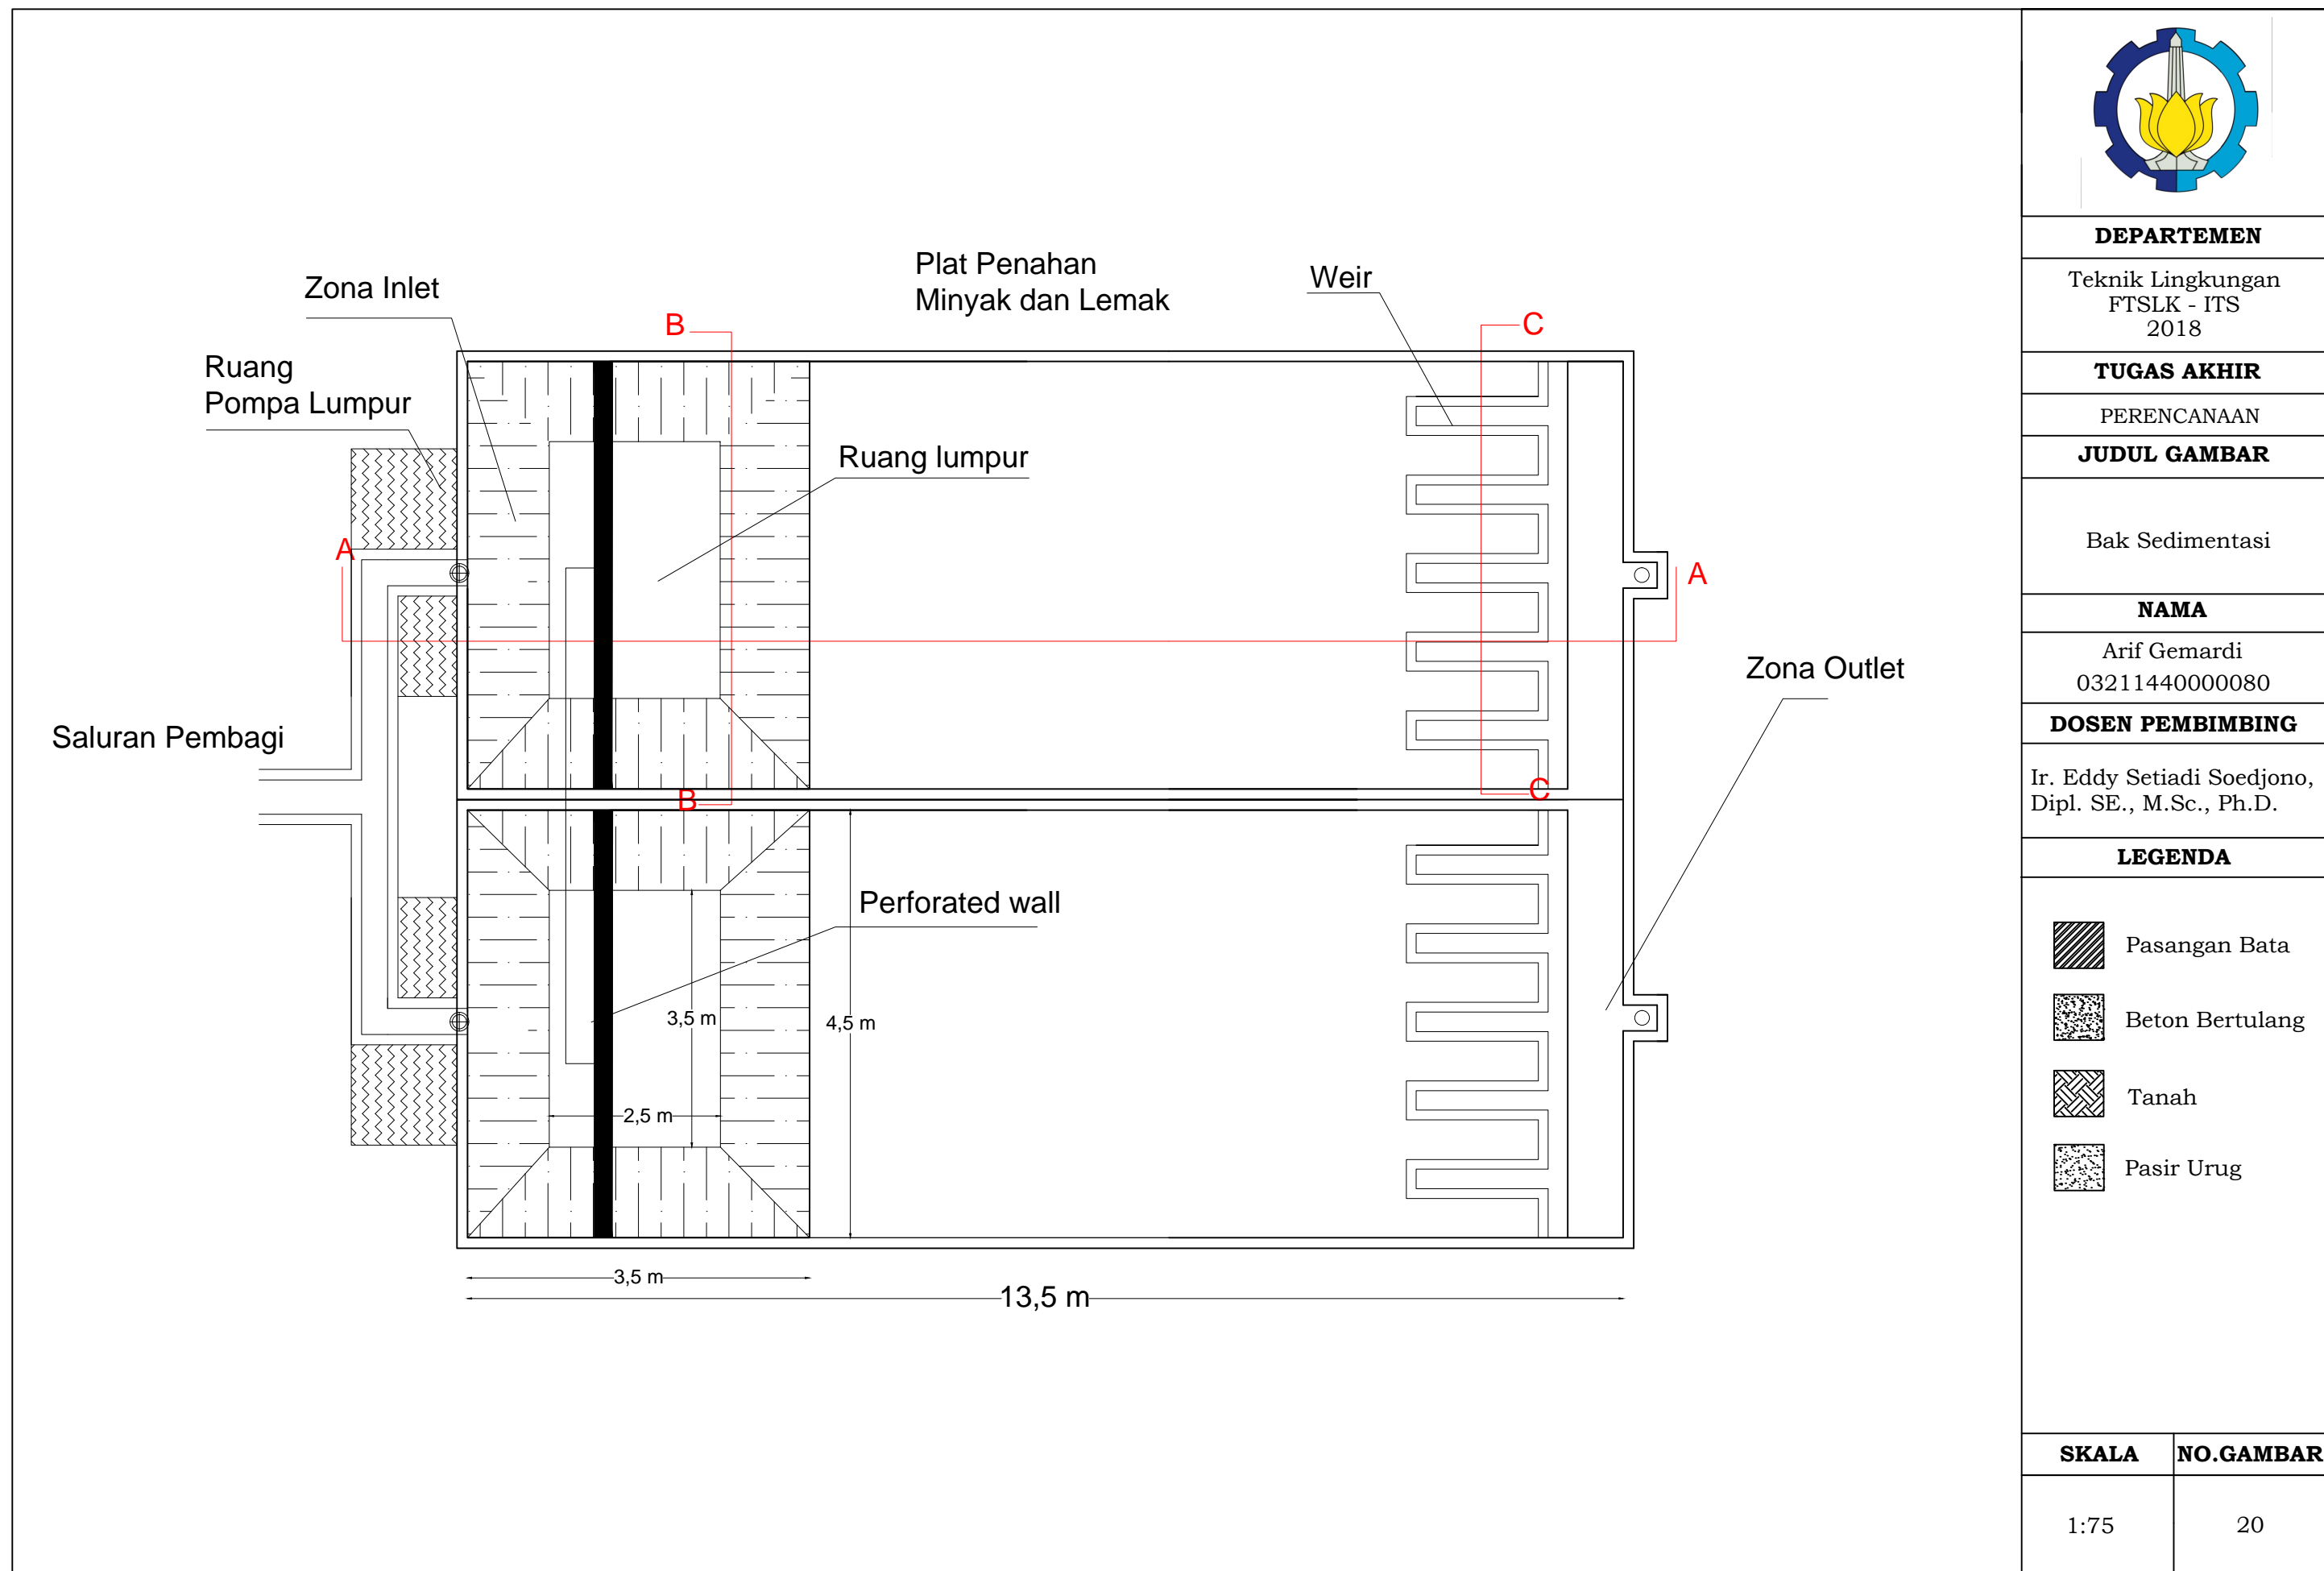 Plat Penahan
Minyak dan Lemak
Zona Inlet
Weir
B
C
Ruang
Pompa Lumpur
Ruang lumpur
A
A
Zona Outlet
Saluran Pembagi
B
C
Perforated wall
3,5 m
4,5 m
2,5 m
3,5 m
13,5 m
DEPARTEMEN
Teknik Lingkungan
FTSLK - ITS
2018
TUGAS AKHIR
PERENCANAAN
JUDUL GAMBAR
Bak Sedimentasi
NAMA
Arif Gemardi
03211440000080
DOSEN PEMBIMBING
Ir. Eddy Setiadi Soedjono,
Dipl. SE., M.Sc., Ph.D.
LEGENDA
Pasangan Bata
Beton Bertulang
Tanah
Pasir Urug
SKALA
NO.GAMBAR
1:75
20